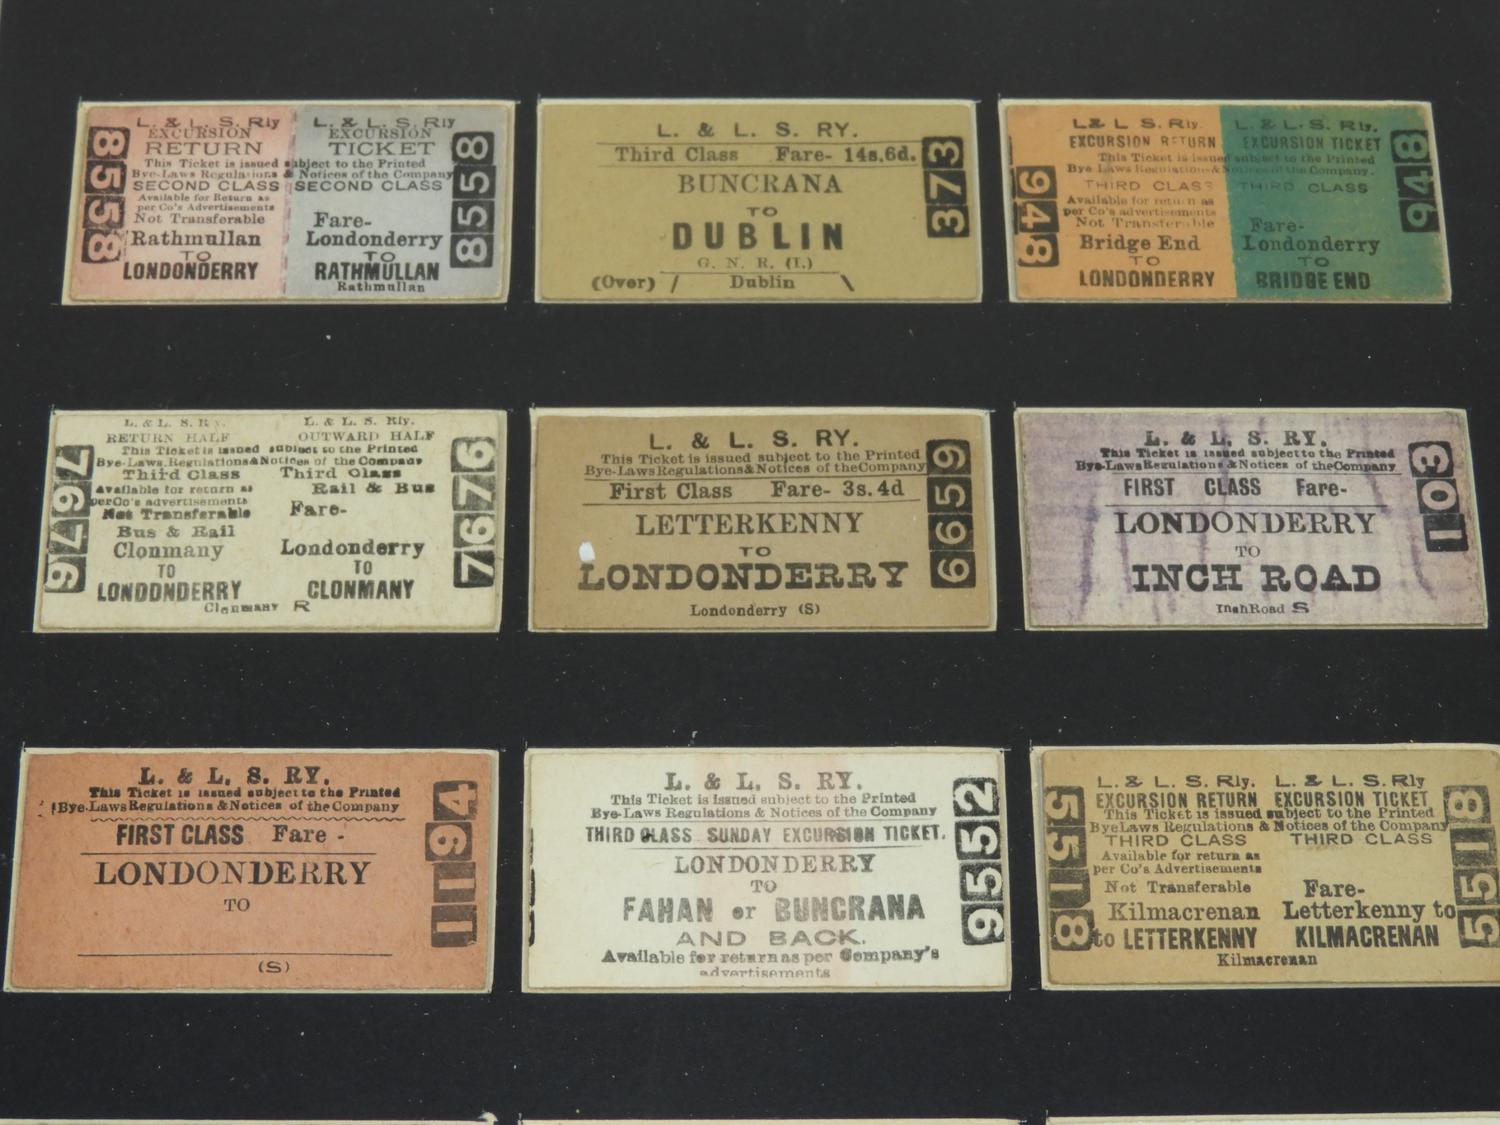 L. & L. S. Rly L. & L. S. Rly
EXCURSION EXCURSION
RETURN TICKET
This Ticket is issued subject to the Printed
Bye-Laws Regulations & Notices of the Company
SECOND CLASS SECOND CLASS
Available for Return as
per Co's Advertisements
Not Transferable Fare-
Rathmullan Londonderry
TO TO
LONDONDERRY RATHMULLAN
Rathmullan
8558 8558
L. & L. S. RY.
Third Class Fare- 14s,6d.
BUNCRANA
TO
DUBLIN
G. N. R. (I.)
(Over) / Dublin \
373
L & L S. Rly. L. & L. S. Rly.
EXCURSION RETURN EXCURSION TICKET
This Ticket is issued subject to the Printed
Bye Laws Regulations & Notices of the Company.
THIRD CLASS THIRD CLASS
Available for return as
per Co's advertisements
Not Transferable Fare-
Bridge End Londonderry
TO TO
LONDONDERRY BRIDGE END
948 948
L. & L. S. R y. L. & L. S. Rly.
RETURN HALF OUTWARD HALF
This Ticket is issued subject to the Printed
Bye-Laws.Regulations&Notices of the Company
Third Class Third Class
Available for return as Rail & Bus
per Co's advertisements Fare-
Not Transferable
Bus & Rail
Clonmany Londonderry
TO TO
LONDONDERRY CLONMANY
Clonmany R
7676
L. & L. S. RY.
This Ticket is issued subject to the Printed
Bye-Laws Regulations & Notices of the Company
First Class Fare- 3s. 4d
LETTERKENNY
TO
LONDONDERRY
Londonderry (S)
6659
L. & L. S. RY.
This Ticket is issued subject to the Printed
Bye-Laws Regulations & Notices of the Company
FIRST CLASS Fare-
LONDONDERRY
TO
INCH ROAD
Inch Road S
103
L. & L. S. RY.
This Ticket is issued subject to the Printed
Bye-Laws Regulations & Notices of the Company
FIRST CLASS Fare -
LONDONDERRY
TO
(S)
1194
L. & L. S. RY.
This Ticket is issued subject to the Printed
Bye-Laws Regulations & Notices of the Company
THIRD CLASS SUNDAY EXCURSION TICKET.
LONDONDERRY
TO
FAHAN or BUNCRANA
AND BACK.
Available for return as per Company's
advertisements
9552
L. & L. S. Rly. L. & L. S. Rly
EXCURSION RETURN EXCURSION TICKET
This Ticket is issued subject to the Printed
Bye Laws Regulations & Notices of the Company
THIRD CLASS THIRD CLASS
Available for return as
per Co's Advertisements
Not Transferable Fare-
Kilmacrenan Letterkenny to
to LETTERKENNY KILMACRENAN
Kilmacrenan
5518